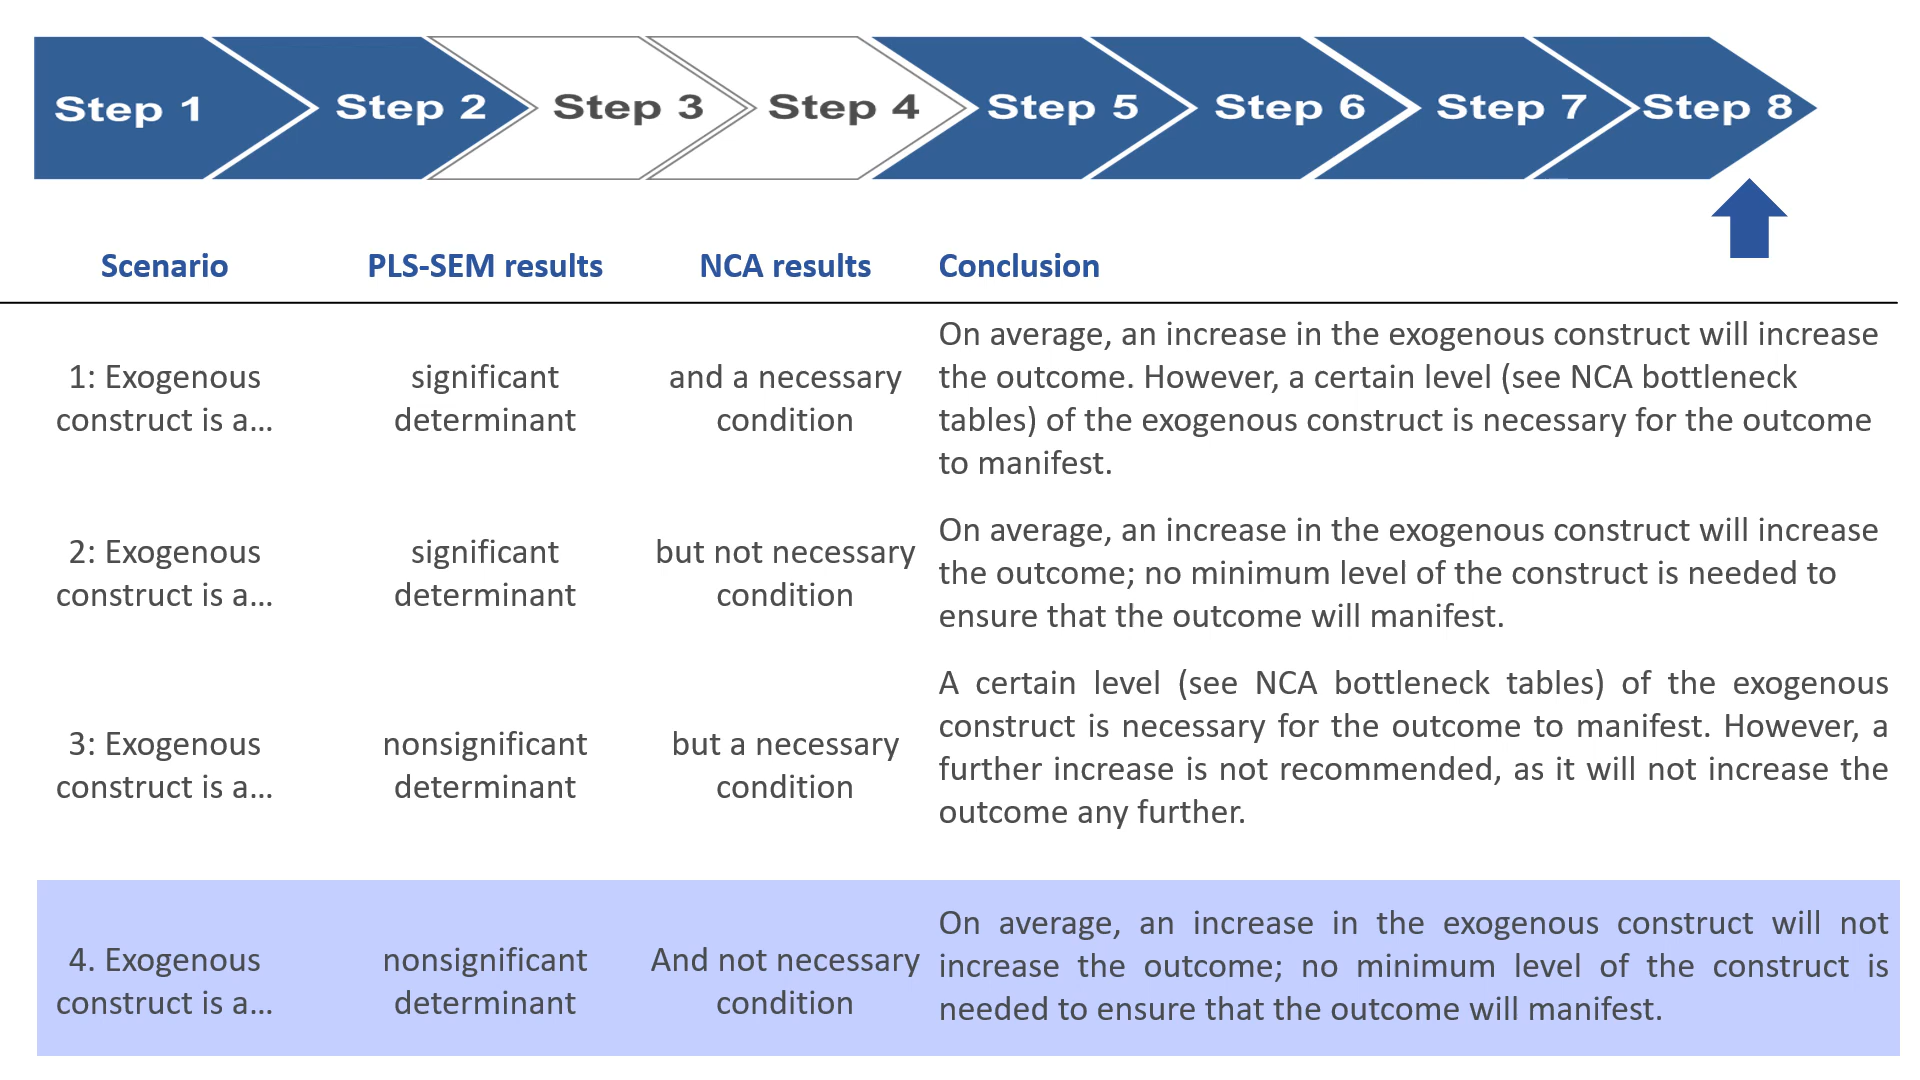 Step 1
Step 2
Step 3
Step 4
Step 5
Step 6
Step 7
Step 8
Scenario
PLS-SEM results
NCA results
Conclusion
1: Exogenous
construct is a...
significant
determinant
and a necessary
condition
On average, an increase in the exogenous construct will increase
the outcome. However, a certain level (see NCA bottleneck
tables) of the exogenous construct is necessary for the outcome
to manifest.
2: Exogenous
construct is a...
significant
determinant
but not necessary
condition
On average, an increase in the exogenous construct will increase
the outcome; no minimum level of the construct is needed to
ensure that the outcome will manifest.
3: Exogenous
construct is a...
nonsignificant
determinant
but a necessary
condition
A certain level (see NCA bottleneck tables) of the exogenous
construct is necessary for the outcome to manifest. However, a
further increase is not recommended, as it will not increase the
outcome any further.
4. Exogenous
construct is a...
nonsignificant
determinant
And not necessary
condition
On average, an increase in the exogenous construct will not
increase the outcome; no minimum level of the construct is
needed to ensure that the outcome will manifest.